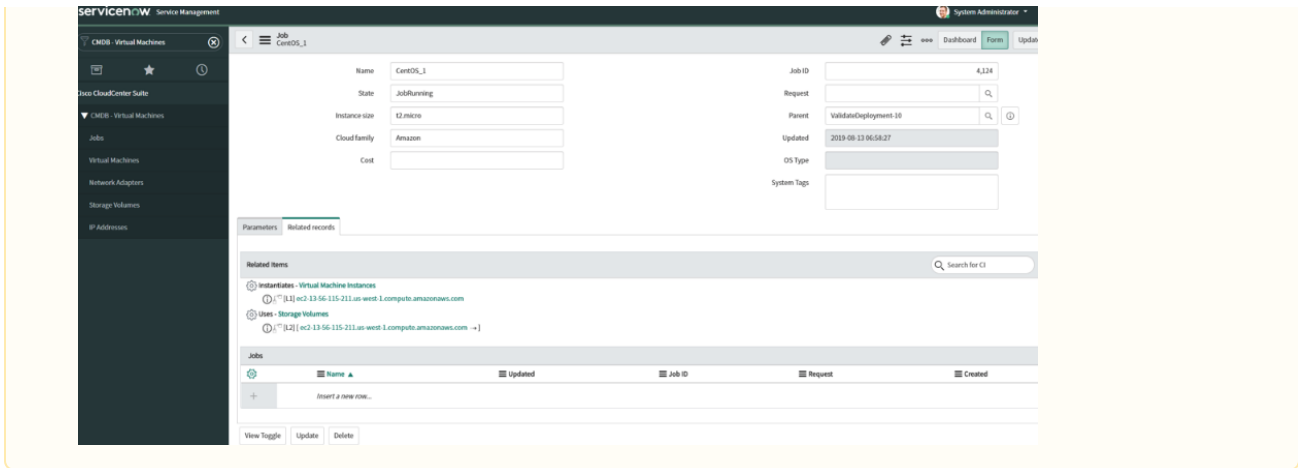 servicenow Service Management
System Administrator
CMDB - Virtual Machines
Job
CentOS_1
Dashboard Form Updat
Cisco CloudCenter Suite
CMDB - Virtual Machines
Jobs
Virtual Machines
Network Adapters
Storage Volumes
IP Addresses
Name CentOS_1
State JobRunning
Instance size t2.micro
Cloud family Amazon
Cost
Job ID 4,124
Request
Parent ValidateDeployment-10
Updated 2019-08-13 06:58:27
OS Type
System Tags
Parameters Related records
Related Items Search for CI
Instantiates - Virtual Machine Instances
[L1] ec2-13-56-115-211.us-west-1.compute.amazonaws.com
Uses - Storage Volumes
[L2] [ ec2-13-56-115-211.us-west-1.compute.amazonaws.com → ]
Jobs
Name Updated Job ID Request Created
Insert a new row...
View Toggle Update Delete